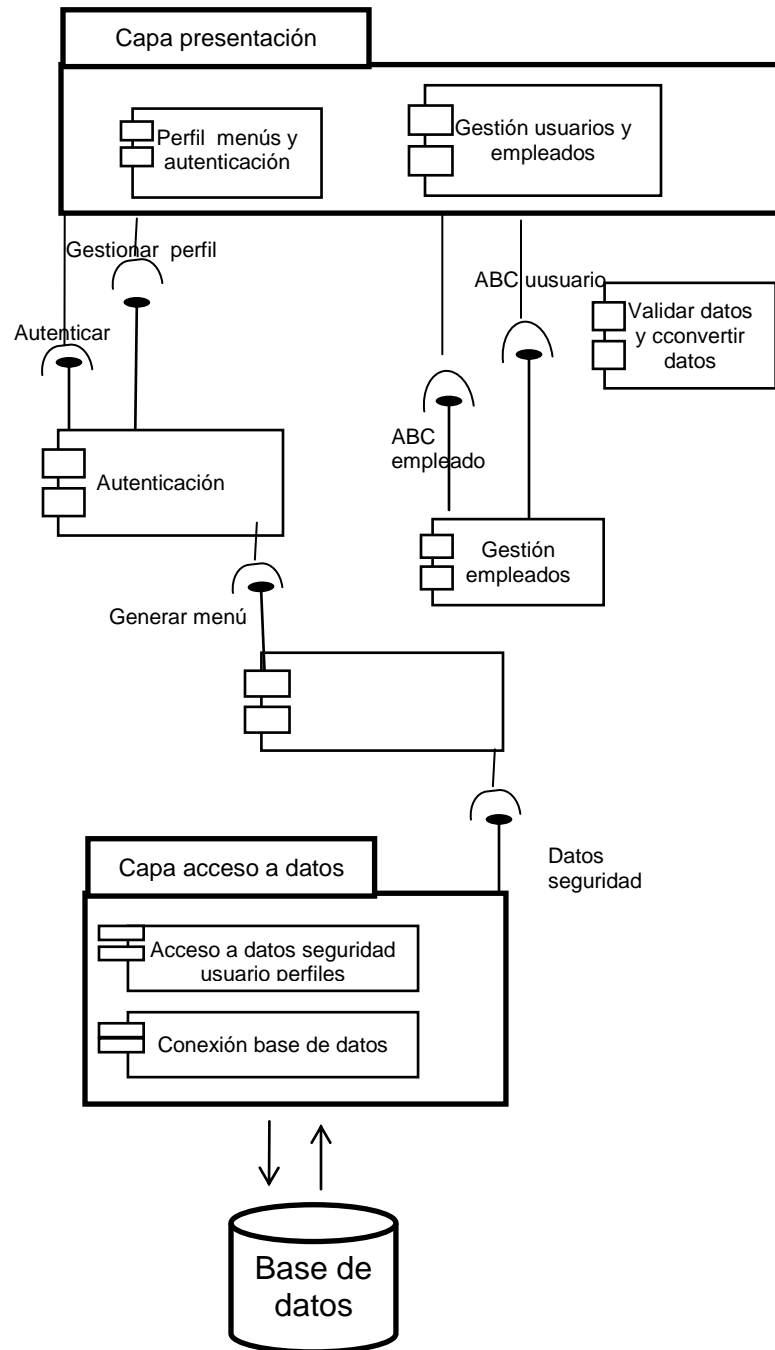 Capa presentación
Perfil menús y
autenticación
Gestión usuarios y
empleados
Gestionar perfil
ABC uusuario
Validar datos
y cconvertir
datos
Autenticar
ABC
empleado
Autenticación
Gestión
empleados
Generar menú
Capa acceso a datos
Datos
seguridad
Acceso a datos seguridad
usuario perfiles
Conexión base de datos
Base de
datos